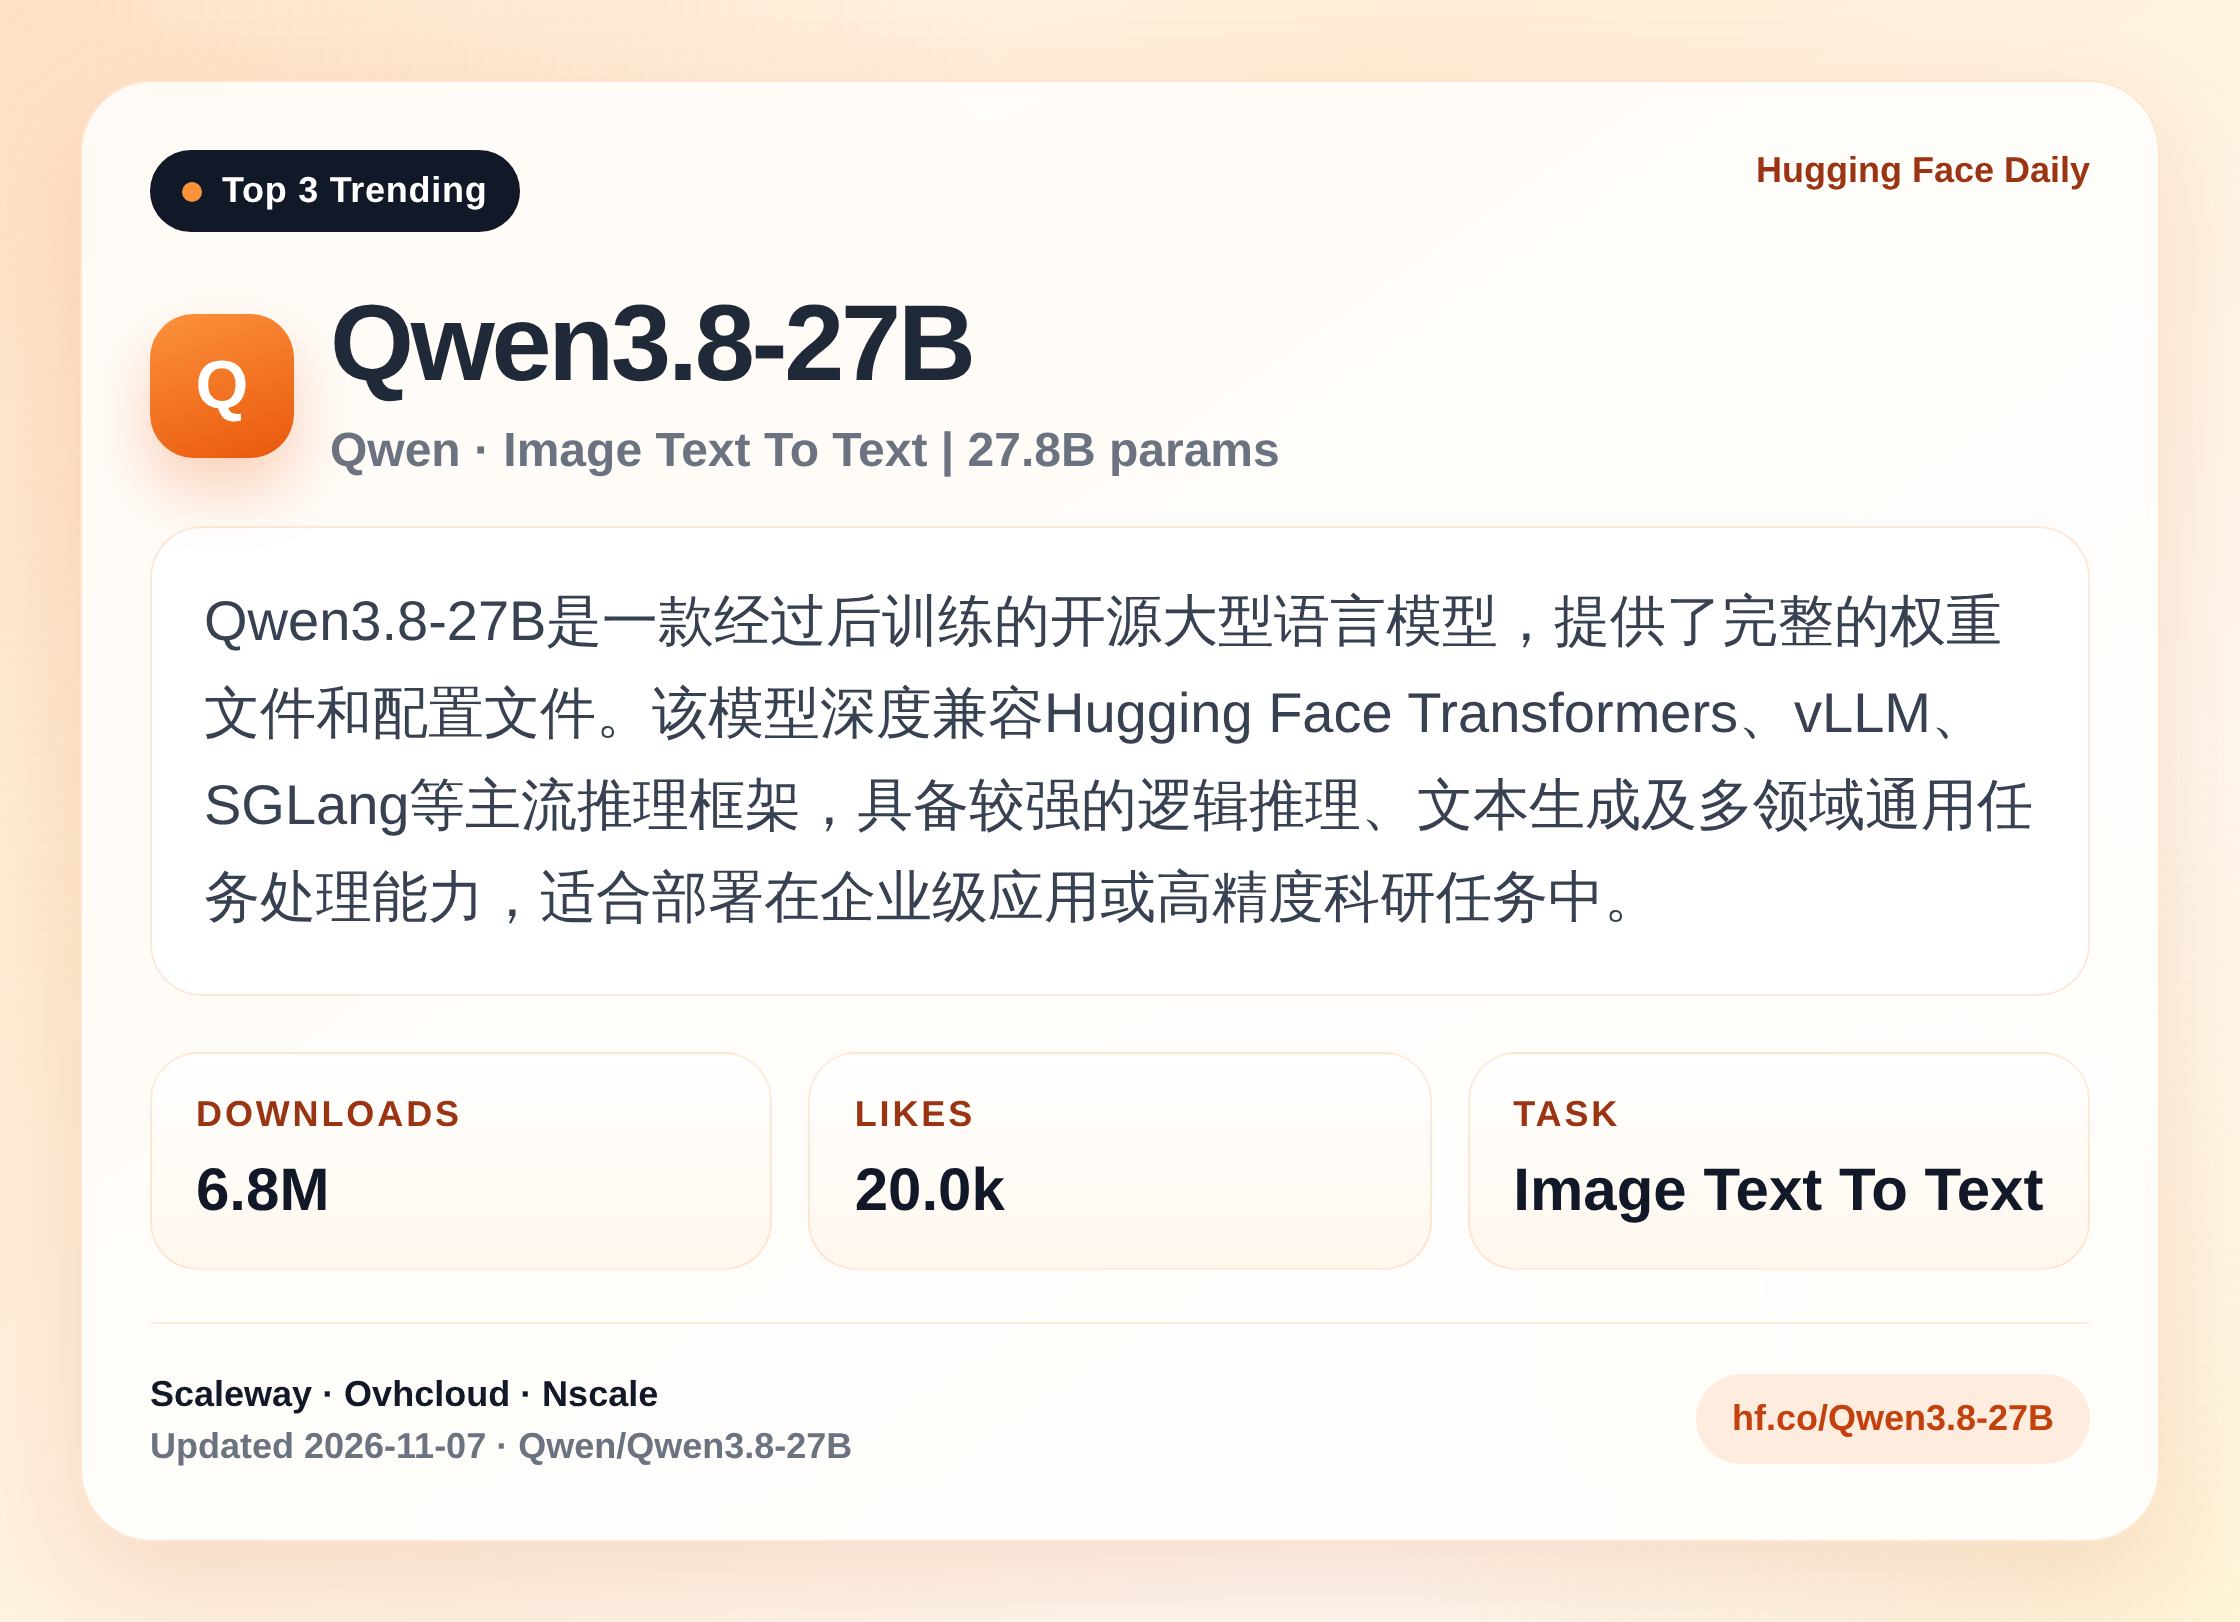 Top 3 Trending
Hugging Face Daily
Q
Qwen3.8-27B
Qwen · Image Text To Text | 27.8B params
Qwen3.8-27B是一款经过后训练的开源大型语言模型，提供了完整的权重
文件和配置文件。该模型深度兼容Hugging Face Transformers、vLLM、
SGLang等主流推理框架，具备较强的逻辑推理、文本生成及多领域通用任
务处理能力，适合部署在企业级应用或高精度科研任务中。
DOWNLOADS
6.8M
LIKES
20.0k
TASK
Image Text To Text
Scaleway · Ovhcloud · Nscale
Updated 2026-11-07 · Qwen/Qwen3.8-27B
hf.co/Qwen3.8-27B